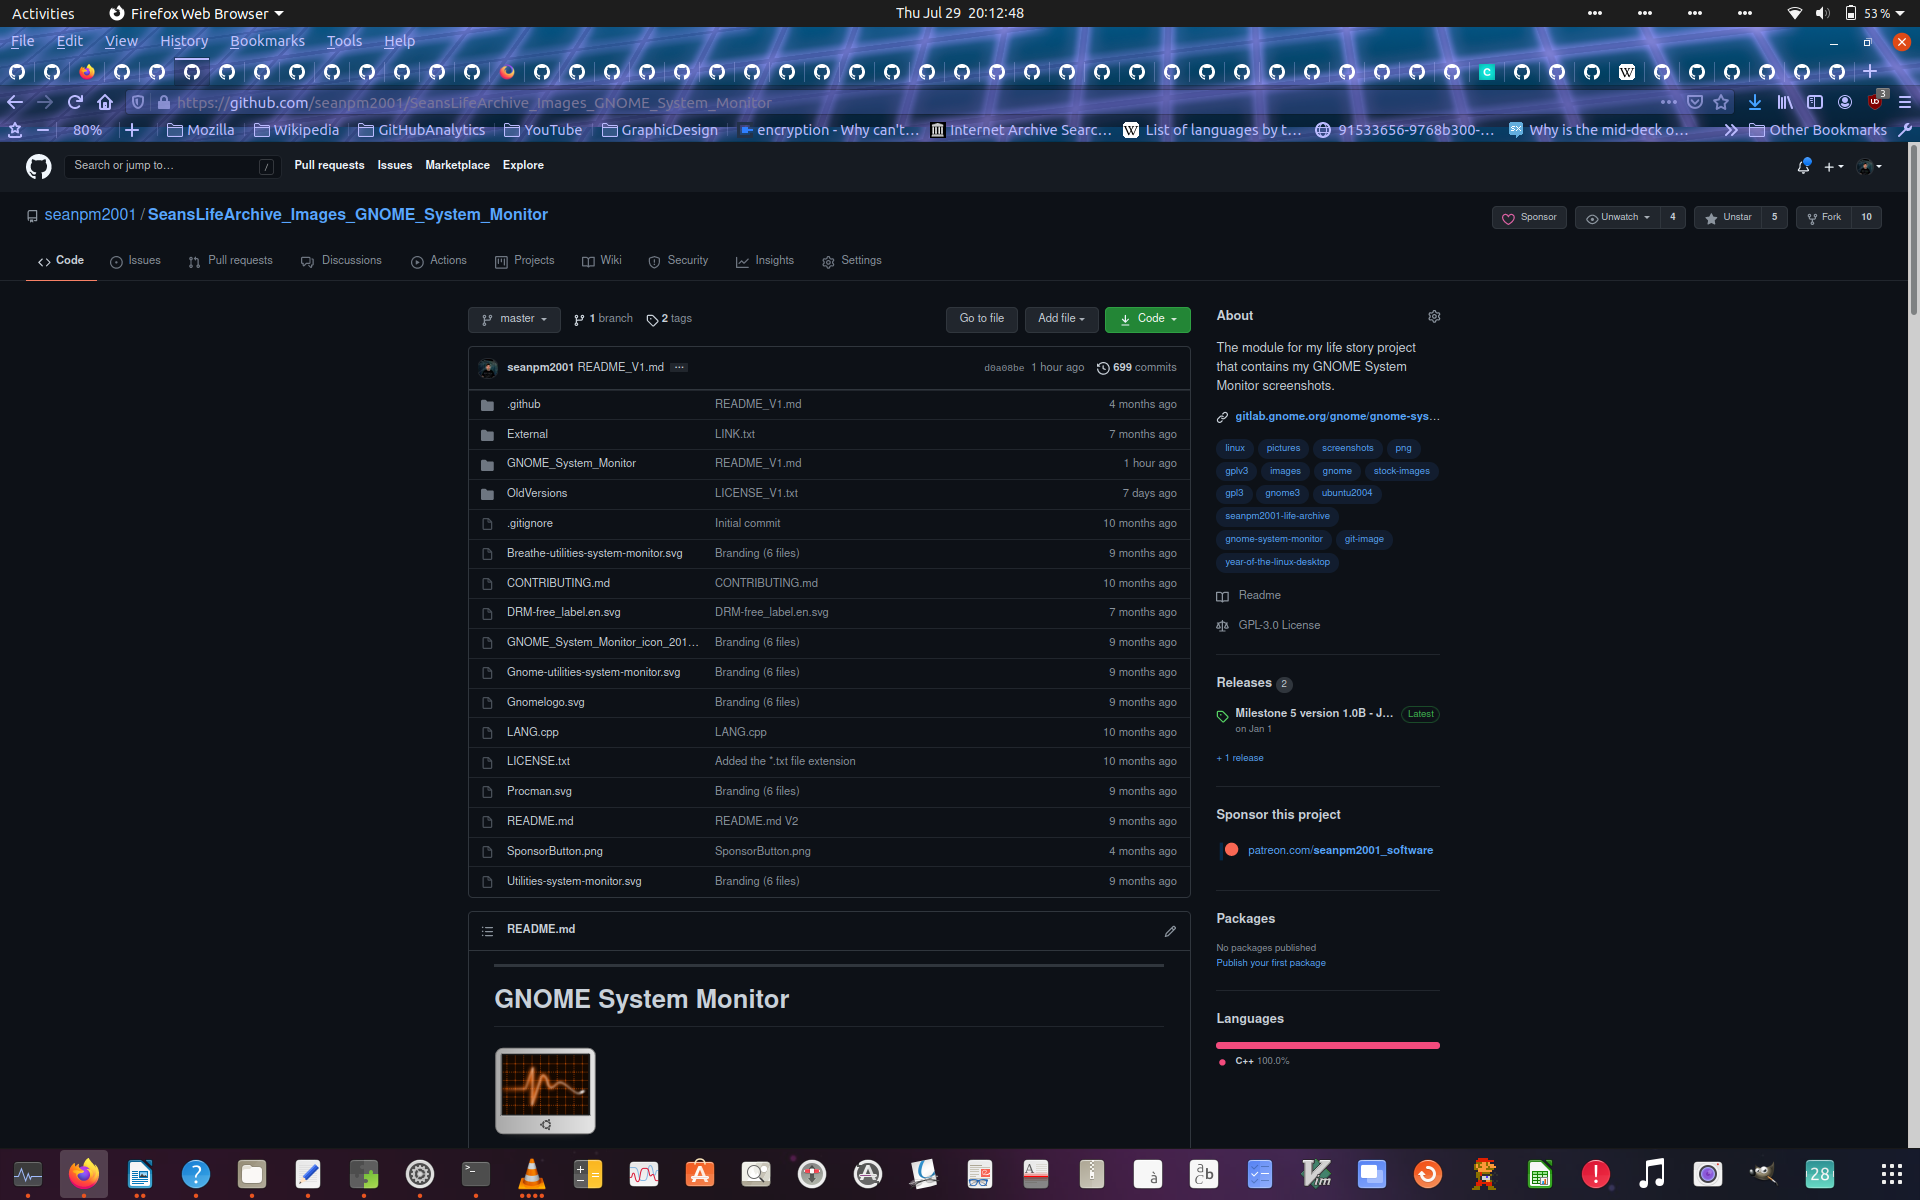 Activities Firefox Web Browser Thu Jul 29 20:12:48 53 %
File Edit View History Bookmarks Tools Help
https://github.com/seanpm2001/SeansLifeArchive_Images_GNOME_System_Monitor 3
80% Mozilla Wikipedia GitHubAnalytics YouTube GraphicDesign encryption - Why can't… Internet Archive Searc… List of languages by t… 91533656-9768b300-… Why is the mid-deck o… Other Bookmarks
Search or jump to… / Pull requests Issues Marketplace Explore
seanpm2001 / SeansLifeArchive_Images_GNOME_System_Monitor Sponsor Unwatch 4 Unstar 5 Fork 10
Code Issues Pull requests Discussions Actions Projects Wiki Security Insights Settings
master 1 branch 2 tags Go to file Add file Code
seanpm2001 README_V1.md d0a08be 1 hour ago 699 commits
.github README_V1.md 4 months ago
External LINK.txt 7 months ago
GNOME_System_Monitor README_V1.md 1 hour ago
OldVersions LICENSE_V1.txt 7 days ago
.gitignore Initial commit 10 months ago
Breathe-utilities-system-monitor.svg Branding (6 files) 9 months ago
CONTRIBUTING.md CONTRIBUTING.md 10 months ago
DRM-free_label.en.svg DRM-free_label.en.svg 7 months ago
GNOME_System_Monitor_icon_201… Branding (6 files) 9 months ago
Gnome-utilities-system-monitor.svg Branding (6 files) 9 months ago
Gnomelogo.svg Branding (6 files) 9 months ago
LANG.cpp LANG.cpp 10 months ago
LICENSE.txt Added the *.txt file extension 10 months ago
Procman.svg Branding (6 files) 9 months ago
README.md README.md V2 9 months ago
SponsorButton.png SponsorButton.png 4 months ago
Utilities-system-monitor.svg Branding (6 files) 9 months ago
README.md
GNOME System Monitor
About
The module for my life story project
that contains my GNOME System
Monitor screenshots.
gitlab.gnome.org/gnome/gnome-sys…
linux pictures screenshots png
gplv3 images gnome stock-images
gpl3 gnome3 ubuntu2004
seanpm2001-life-archive
gnome-system-monitor git-image
year-of-the-linux-desktop
Readme
GPL-3.0 License
Releases 2
Milestone 5 version 1.0B - J… Latest
on Jan 1
+ 1 release
Sponsor this project
patreon.com/seanpm2001_software
Packages
No packages published
Publish your first package
Languages
C++ 100.0%
28